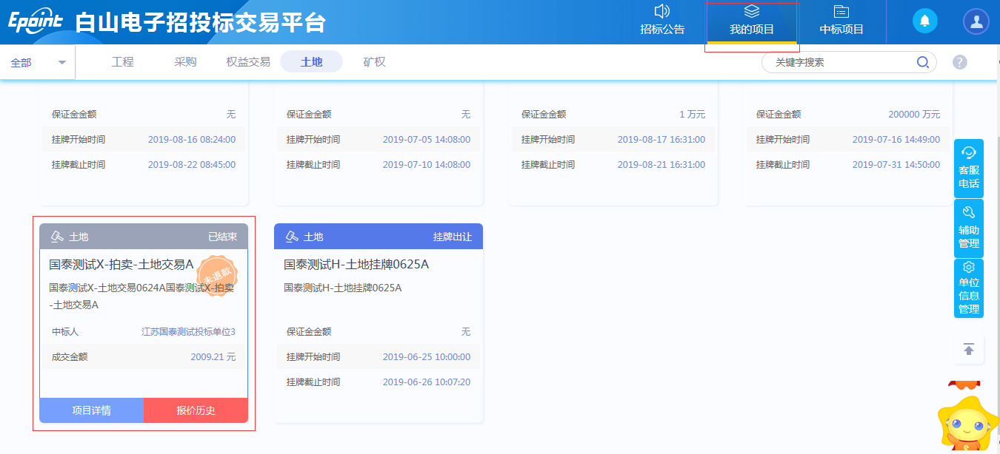 Epoint 白山电子招投标交易平台
招标公告
我的项目
中标项目
全部
工程
采购
权益交易
土地
矿权
关键字搜索
?
保证金金额 无
挂牌开始时间 2019-08-16 08:24:00
挂牌截止时间 2019-08-22 08:45:00
保证金金额 无
挂牌开始时间 2019-07-05 14:08:00
挂牌截止时间 2019-07-10 14:08:00
保证金金额 1 万元
挂牌开始时间 2019-08-17 16:31:00
挂牌截止时间 2019-08-21 16:31:00
保证金金额 200000 万元
挂牌开始时间 2019-07-16 14:49:00
挂牌截止时间 2019-07-31 14:50:00
土地 已结束
国泰测试X-拍卖-土地交易A
未退款
国泰测试X-土地交易0624A国泰测试X-拍卖
-土地交易A
中标人 江苏国泰测试投标单位3
成交金额 2009.21 元
项目详情 报价历史
土地 挂牌出让
国泰测试H-土地挂牌0625A
国泰测试H-土地挂牌0625A
保证金金额 无
挂牌开始时间 2019-06-25 10:00:00
挂牌截止时间 2019-06-26 10:07:20
客服
电话
辅助
管理
单位
信息
管理